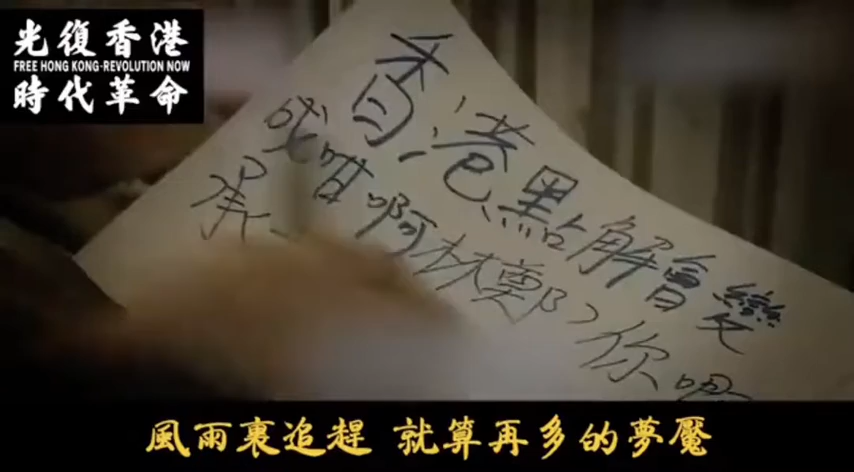 光復香港
FREE HONG KONG·REVOLUTION NOW
時代革命
香港點解會變
成咁啊林鄭，你
承
風雨裏追趕 就算再多的夢魘